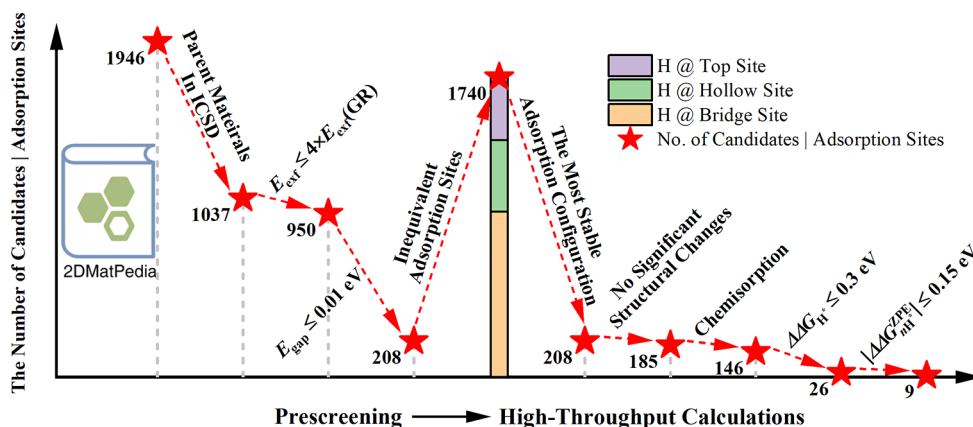 The Number of Candidates | Adsorption Sites
2DMatPedia
1946
Parent Mateirals
In ICSD
1037
E_exf ≤ 4×E_exf(GR)
950
E_gap ≤ 0.01 eV
208
Inequivalent
Adsorption Sites
1740
The Most Stable
Adsorption Configuration
208
No Significant
Structural Changes
185
Chemisorption
146
ΔΔG_H* ≤ 0.3 eV
26
|ΔΔG^ZPE_nH*| ≤ 0.15 eV
9
H @ Top Site
H @ Hollow Site
H @ Bridge Site
No. of Candidates | Adsorption Sites
Prescreening
High-Throughput Calculations